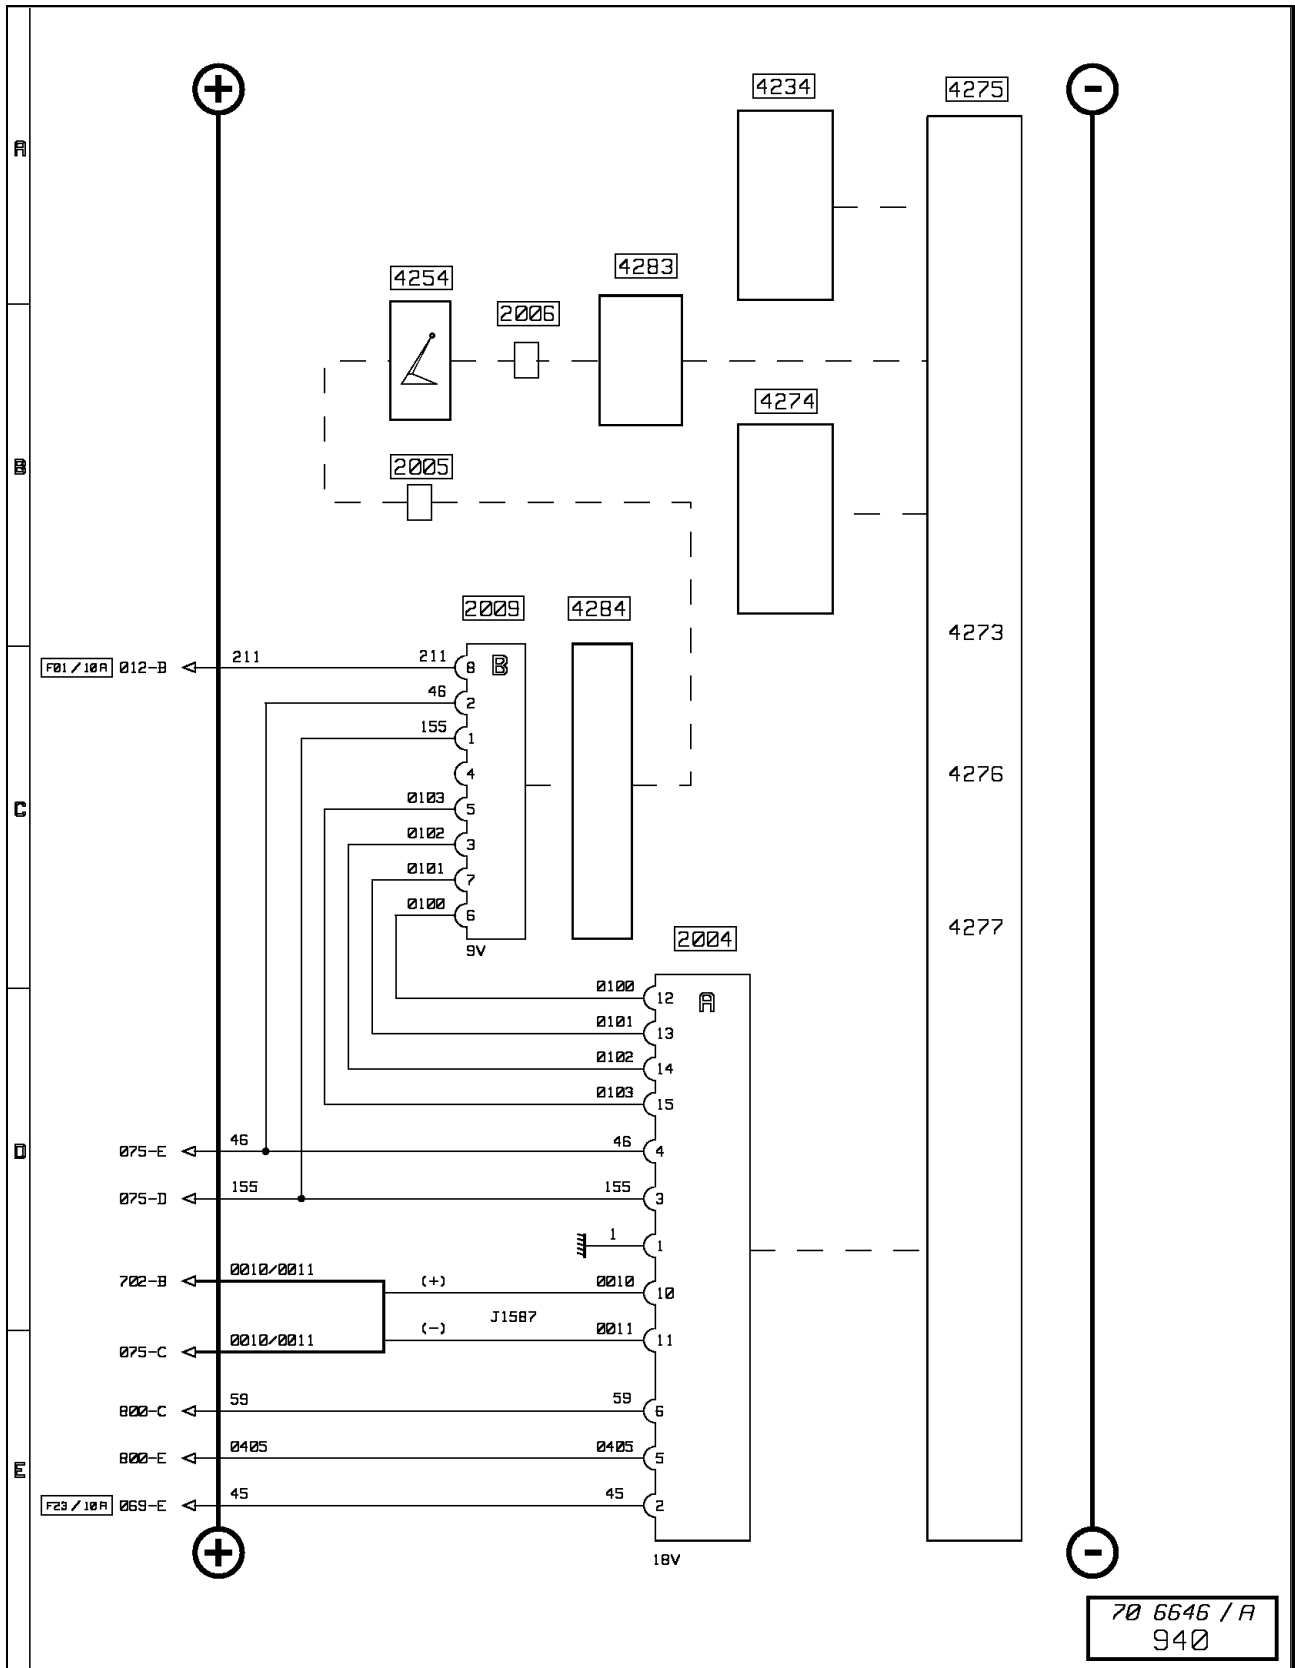 +
-
4234
4275
A
4283
4254
2006
4274
B
2005
2009
4284
4273
F01 / 10A 012-B 211 211 8 B
46 2
155 1
4
4276
0103 5
C
0102 3
0101 7
0100 6
4277
9V
2004
0100 12 A
0101 13
0102 14
0103 15
D
075-E 46 46 4
075-D 155 155 3
1 1
702-B 0010/0011 (+) 0010 10
J1587
075-C 0010/0011 (-) 0011 11
800-C 59 59 6
800-E 0405 0405 5
E
F23 / 10A 069-E 45 45 2
+
-
18V
70 6646 / A
940